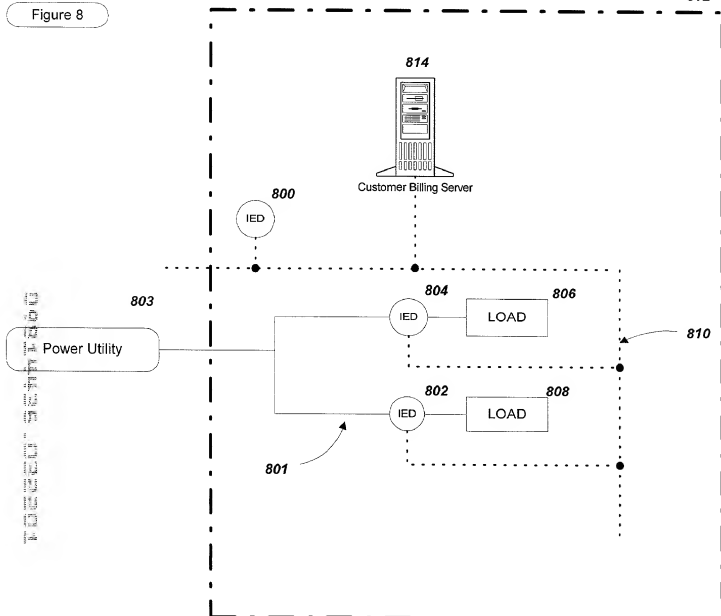 Figure 8
814
Customer Billing Server
800
IED
803
804
806
IED
LOAD
Power Utility
810
802
808
IED
LOAD
801